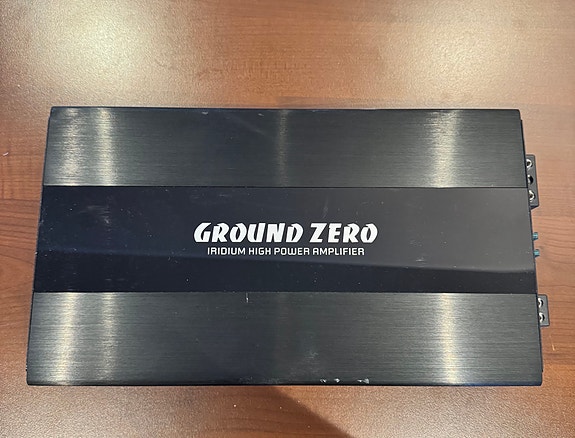 GROUND ZERO
IRIDIUM HIGH POWER AMPLIFIER